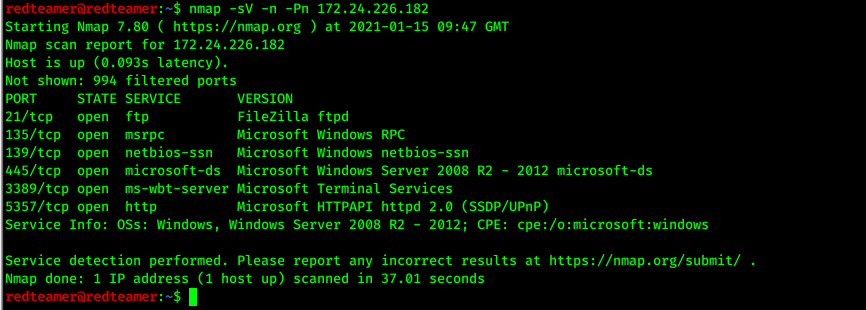 redteamer@redteamer:~$ nmap -sV -n -Pn 172.24.226.182
Starting Nmap 7.80 ( https://nmap.org ) at 2021-01-15 09:47 GMT
Nmap scan report for 172.24.226.182
Host is up (0.093s latency).
Not shown: 994 filtered ports
PORT     STATE SERVICE       VERSION
21/tcp   open  ftp           FileZilla ftpd
135/tcp  open  msrpc         Microsoft Windows RPC
139/tcp  open  netbios-ssn   Microsoft Windows netbios-ssn
445/tcp  open  microsoft-ds  Microsoft Windows Server 2008 R2 - 2012 microsoft-ds
3389/tcp open  ms-wbt-server Microsoft Terminal Services
5357/tcp open  http          Microsoft HTTPAPI httpd 2.0 (SSDP/UPnP)
Service Info: OSs: Windows, Windows Server 2008 R2 - 2012; CPE: cpe:/o:microsoft:windows
Service detection performed. Please report any incorrect results at https://nmap.org/submit/ .
Nmap done: 1 IP address (1 host up) scanned in 37.01 seconds
redteamer@redteamer:~$